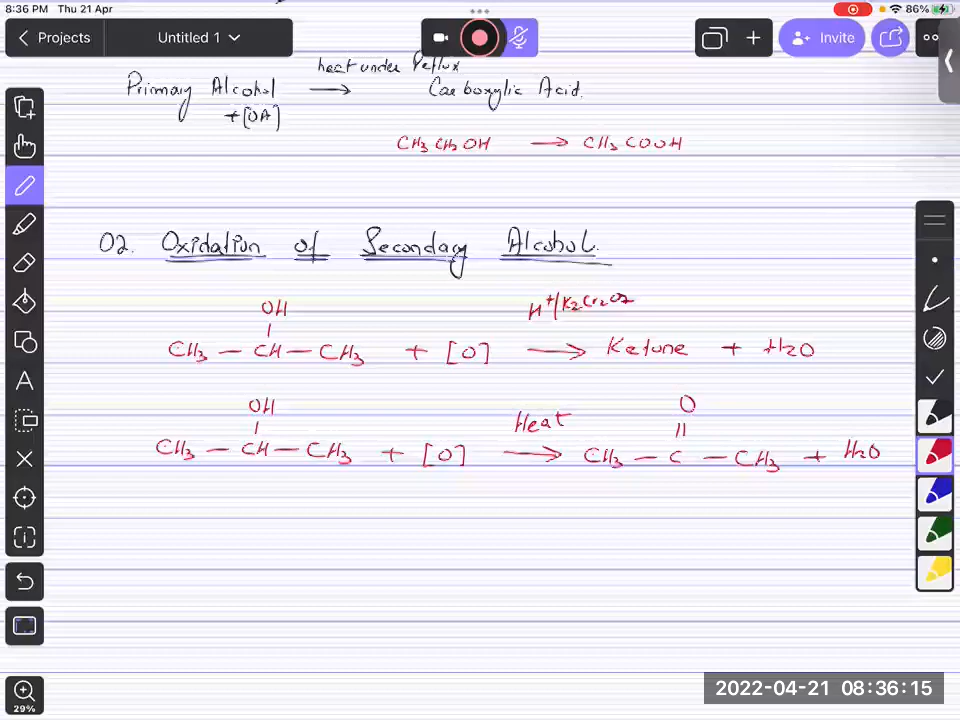 8:36 PM Thu 21 Apr 86%
Projects Untitled 1 Invite
heat under Reflux
Primary Alcohol → Carboxylic Acid.
+[OA]
CH3 CH2 OH → CH3 COOH
02. Oxidation of Secondary Alcohol.
OH H+/K2Cr2O7
CH3 — CH — CH3 + [O] → Ketone + H2O
OH Heat O
CH3 — CH — CH3 + [O] → CH3 — C — CH3 + H2O
A
29%
2022-04-21 08:36:15